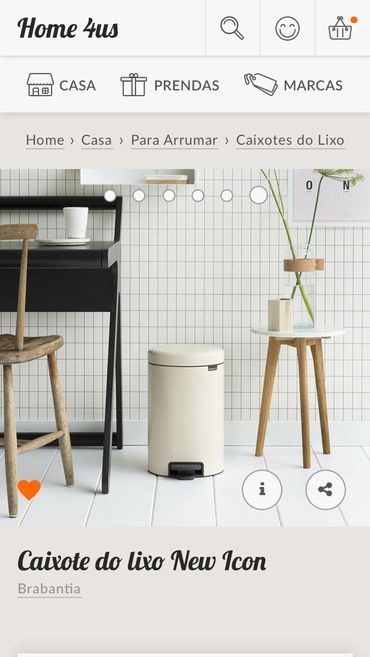 Home 4us
CASA PRENDAS MARCAS
Home › Casa › Para Arrumar › Caixotes do Lixo
O N
Caixote do lixo New Icon
Brabantia